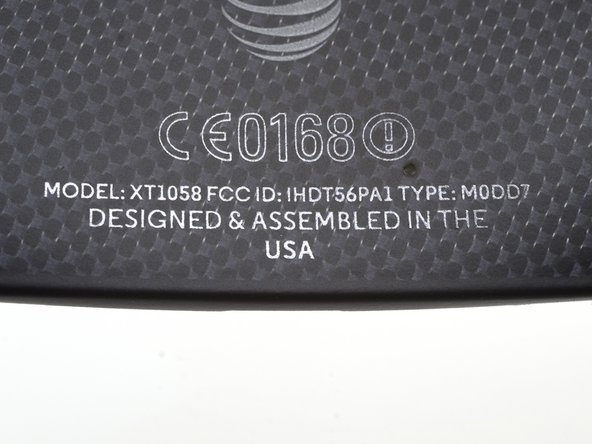 CE0168
MODEL: XT1058 FCC ID: IHDT56PA1 TYPE: M0DD7
DESIGNED & ASSEMBLED IN THE
USA